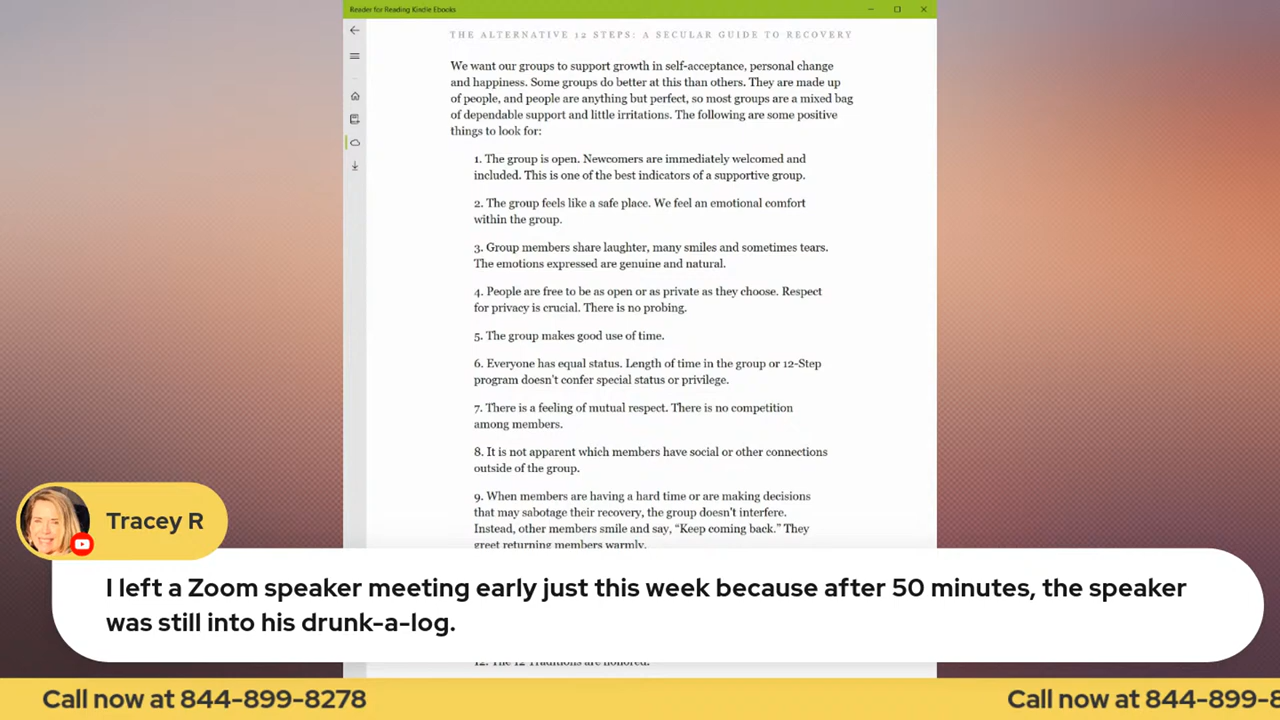 Reader for Reading Kindle Ebooks
THE ALTERNATIVE 12 STEPS: A SECULAR GUIDE TO RECOVERY
We want our groups to support growth in self-acceptance, personal change
and happiness. Some groups do better at this than others. They are made up
of people, and people are anything but perfect, so most groups are a mixed bag
of dependable support and little irritations. The following are some positive
things to look for:
1. The group is open. Newcomers are immediately welcomed and
included. This is one of the best indicators of a supportive group.
2. The group feels like a safe place. We feel an emotional comfort
within the group.
3. Group members share laughter, many smiles and sometimes tears.
The emotions expressed are genuine and natural.
4. People are free to be as open or as private as they choose. Respect
for privacy is crucial. There is no probing.
5. The group makes good use of time.
6. Everyone has equal status. Length of time in the group or 12-Step
program doesn't confer special status or privilege.
7. There is a feeling of mutual respect. There is no competition
among members.
8. It is not apparent which members have social or other connections
outside of the group.
9. When members are having a hard time or are making decisions
that may sabotage their recovery, the group doesn't interfere.
Instead, other members smile and say, “Keep coming back.” They
greet returning members warmly.
Tracey R
I left a Zoom speaker meeting early just this week because after 50 minutes, the speaker
was still into his drunk-a-log.
12. The 12 Traditions are honored.
Call now at 844-899-8278
Call now at 844-899-8